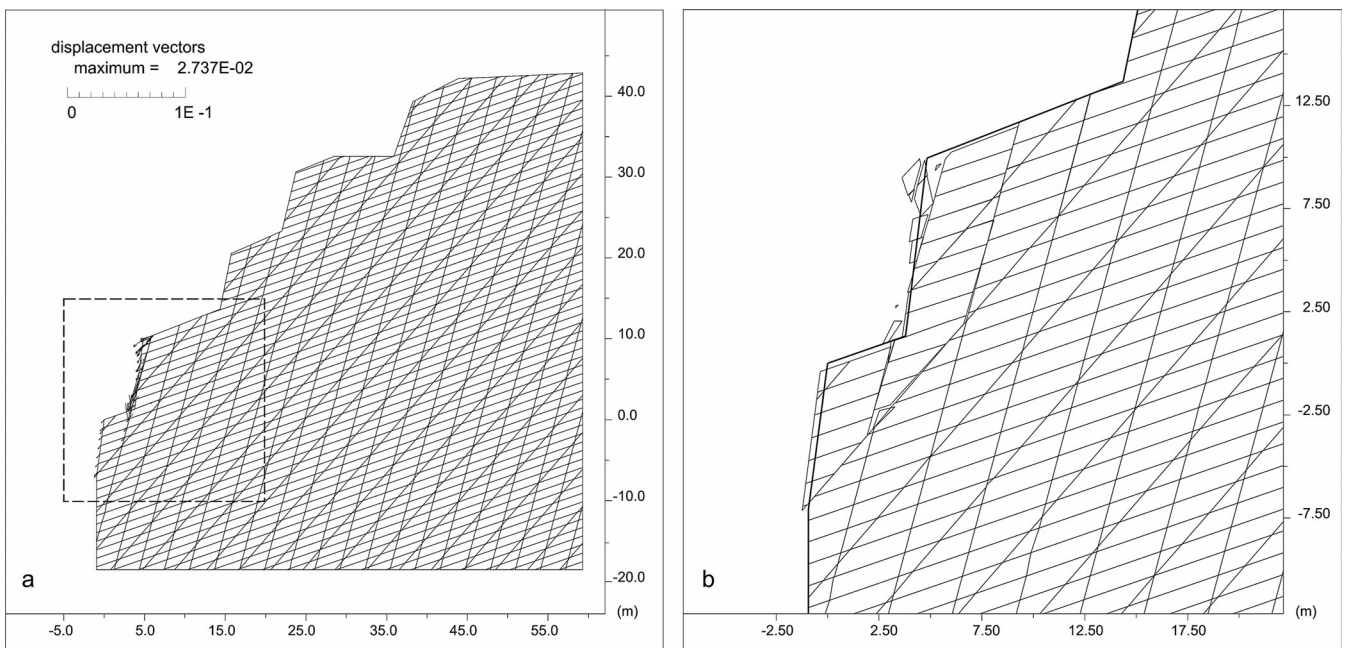 displacement vectors
maximum = 2.737E-02
0 1E -1
40.0
30.0
20.0
10.0
0.0
-10.0
-20.0
(m)
-5.0 5.0 15.0 25.0 35.0 45.0 55.0
a
12.50
7.50
2.50
-2.50
-7.50
(m)
-2.50 2.50 7.50 12.50 17.50
b